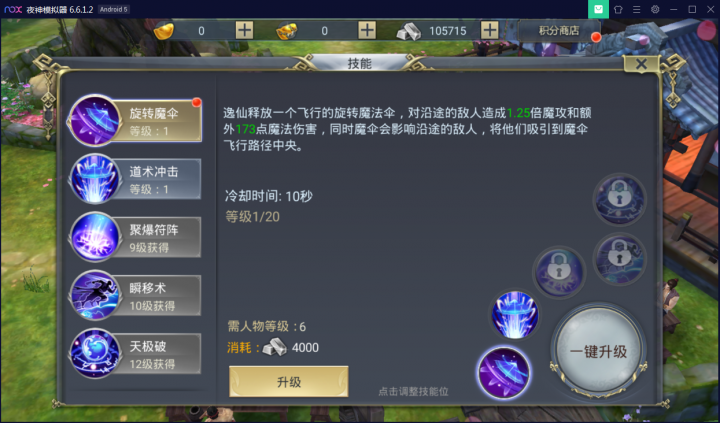 nox 夜神模拟器 6.6.1.2 Android 5
0
0
105715
积分商店
技能
旋转魔伞
等级：1
道术冲击
等级：1
聚爆符阵
9级获得
瞬移术
10级获得
天极破
12级获得
逸仙释放一个飞行的旋转魔法伞，对沿途的敌人造成1.25倍魔攻和额
外173点魔法伤害，同时魔伞会影响沿途的敌人，将他们吸引到魔伞
飞行路径中央。
冷却时间: 10秒
等级1/20
需人物等级 : 6
消耗 : 4000
升级
点击调整技能位
一键升级